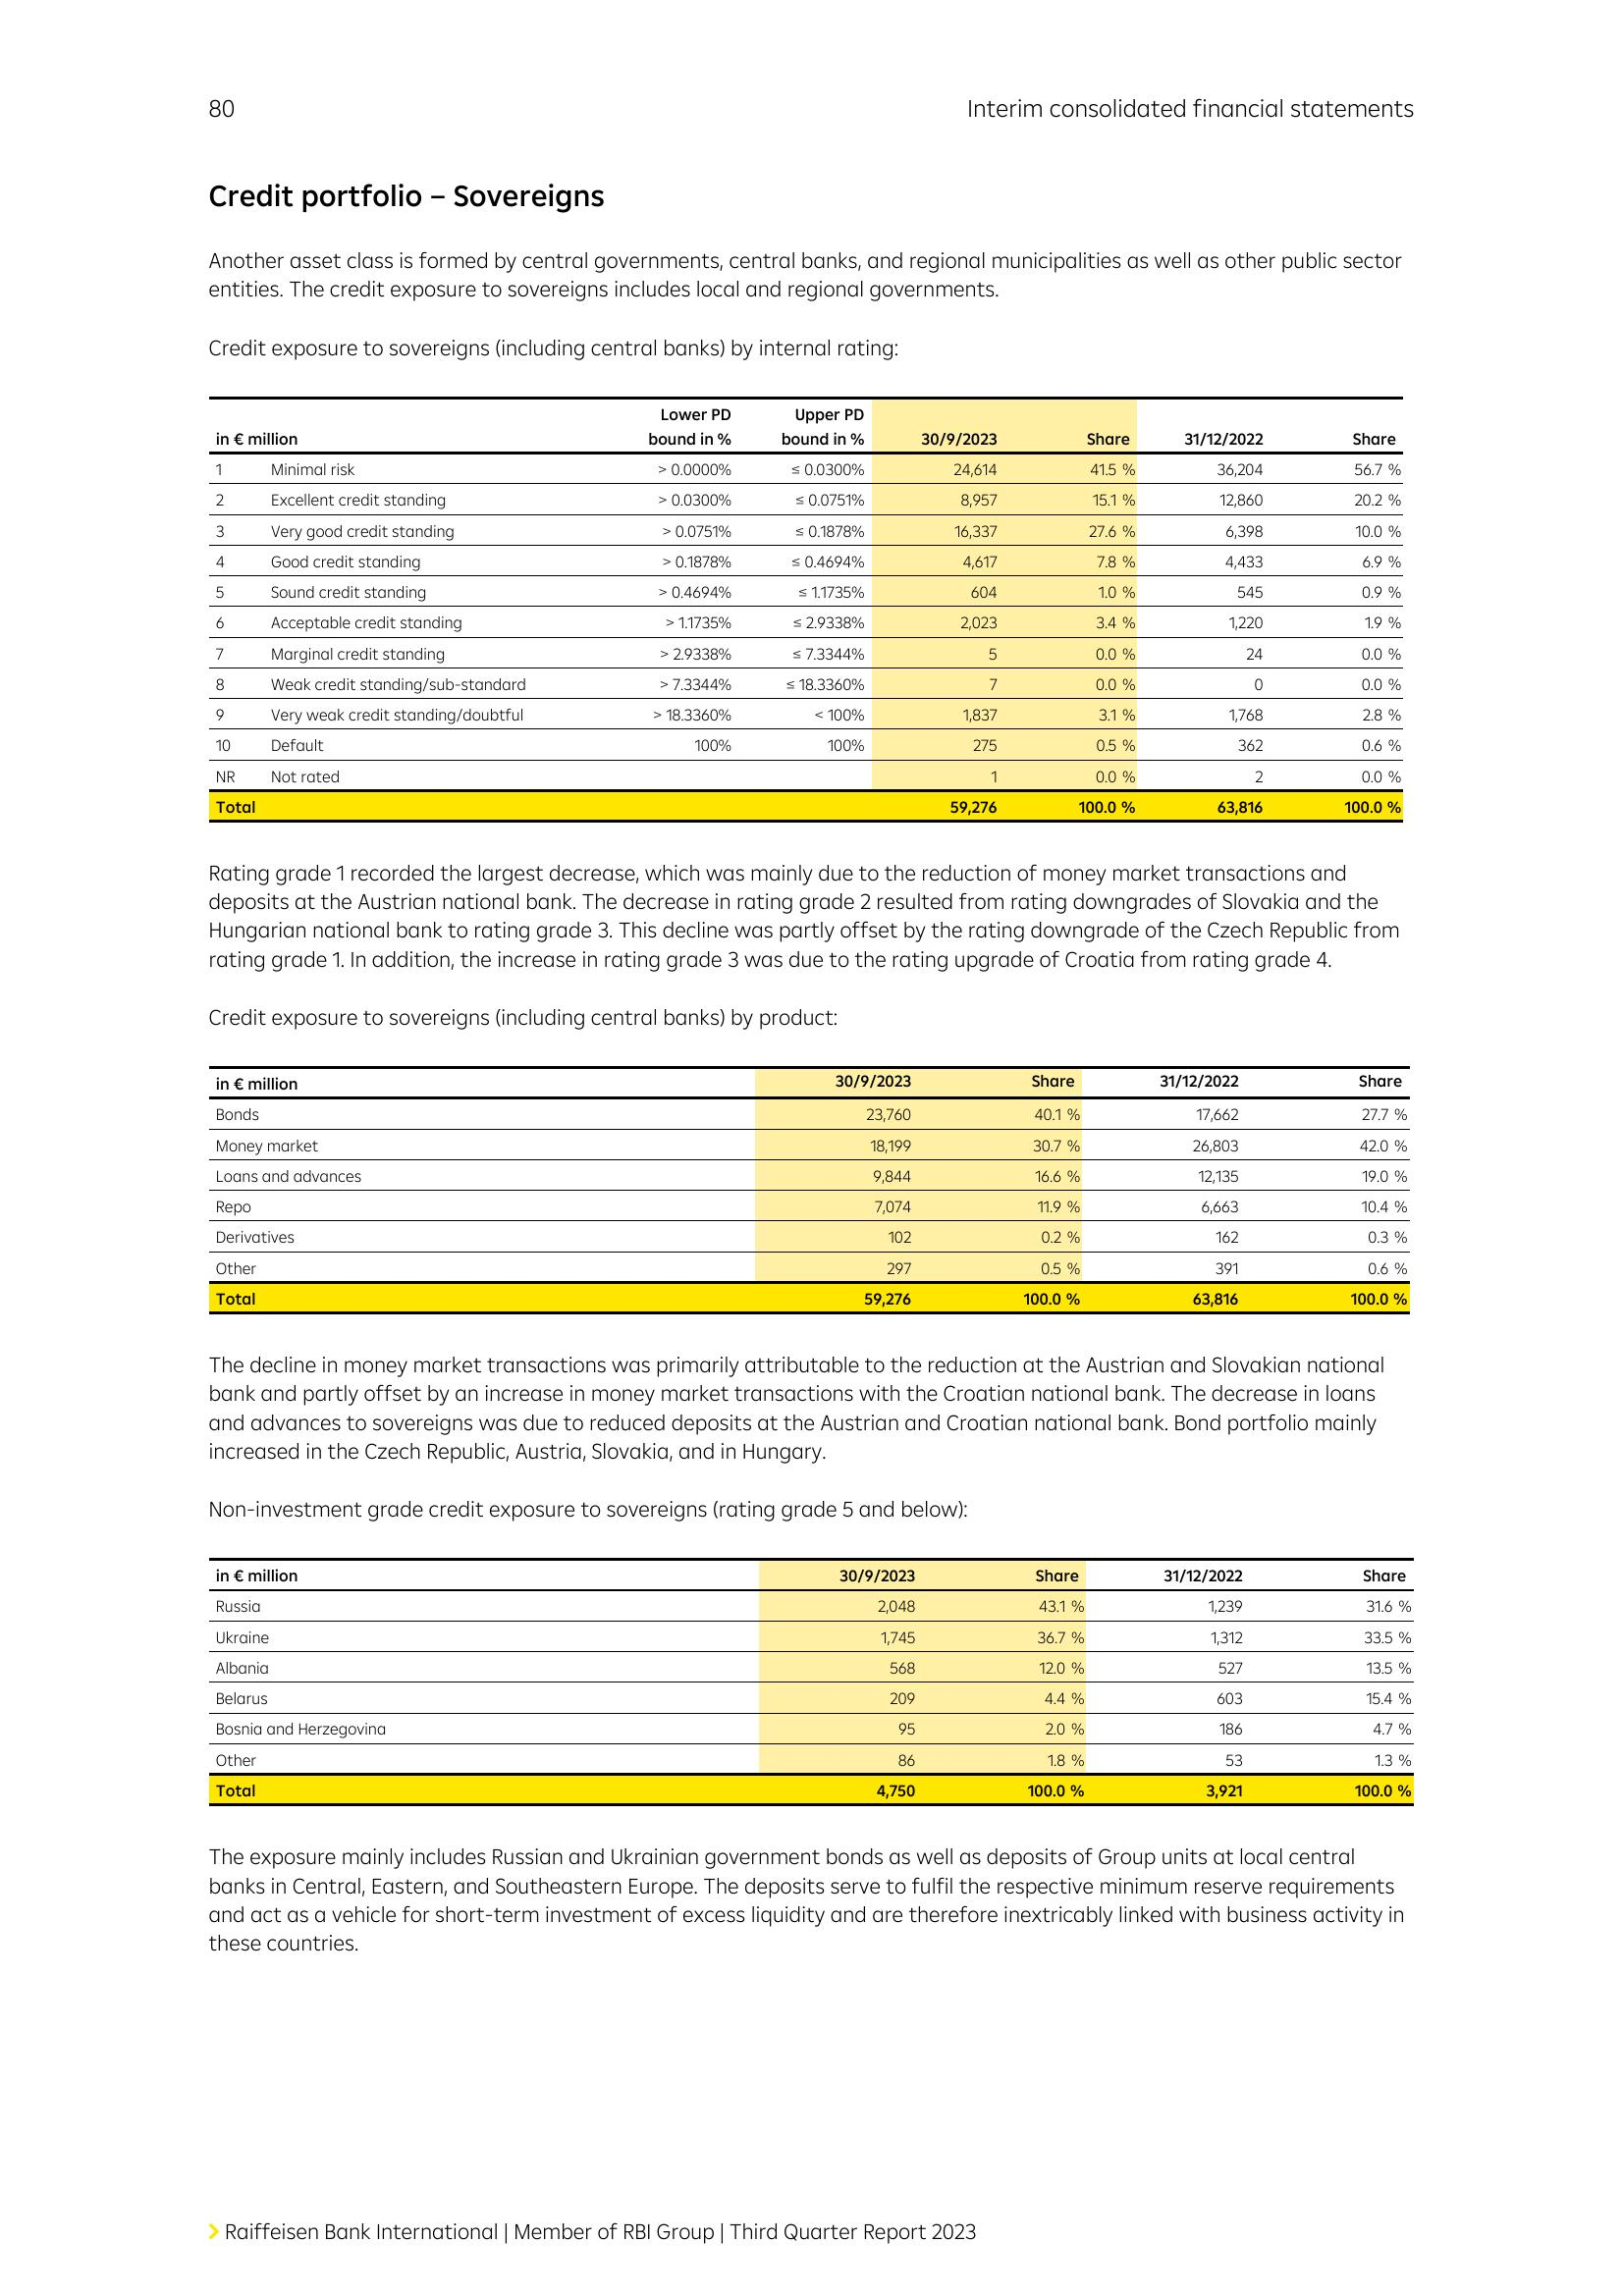 80 Interim consolidated financial statements
Credit portfolio – Sovereigns
Another asset class is formed by central governments, central banks, and regional municipalities as well as other public sector
entities. The credit exposure to sovereigns includes local and regional governments.
Credit exposure to sovereigns (including central banks) by internal rating:
Lower PD Upper PD
in € million bound in % bound in % 30/9/2023 Share 31/12/2022 Share
1 Minimal risk > 0.0000% ≤ 0.0300% 24,614 41.5 % 36,204 56.7 %
2 Excellent credit standing > 0.0300% ≤ 0.0751% 8,957 15.1 % 12,860 20.2 %
3 Very good credit standing > 0.0751% ≤ 0.1878% 16,337 27.6 % 6,398 10.0 %
4 Good credit standing > 0.1878% ≤ 0.4694% 4,617 7.8 % 4,433 6.9 %
5 Sound credit standing > 0.4694% ≤ 1.1735% 604 1.0 % 545 0.9 %
6 Acceptable credit standing > 1.1735% ≤ 2.9338% 2,023 3.4 % 1,220 1.9 %
7 Marginal credit standing > 2.9338% ≤ 7.3344% 5 0.0 % 24 0.0 %
8 Weak credit standing/sub-standard > 7.3344% ≤ 18.3360% 7 0.0 % 0 0.0 %
9 Very weak credit standing/doubtful > 18.3360% < 100% 1,837 3.1 % 1,768 2.8 %
10 Default 100% 100% 275 0.5 % 362 0.6 %
NR Not rated 1 0.0 % 2 0.0 %
Total 59,276 100.0 % 63,816 100.0 %
Rating grade 1 recorded the largest decrease, which was mainly due to the reduction of money market transactions and
deposits at the Austrian national bank. The decrease in rating grade 2 resulted from rating downgrades of Slovakia and the
Hungarian national bank to rating grade 3. This decline was partly offset by the rating downgrade of the Czech Republic from
rating grade 1. In addition, the increase in rating grade 3 was due to the rating upgrade of Croatia from rating grade 4.
Credit exposure to sovereigns (including central banks) by product:
in € million 30/9/2023 Share 31/12/2022 Share
Bonds 23,760 40.1 % 17,662 27.7 %
Money market 18,199 30.7 % 26,803 42.0 %
Loans and advances 9,844 16.6 % 12,135 19.0 %
Repo 7,074 11.9 % 6,663 10.4 %
Derivatives 102 0.2 % 162 0.3 %
Other 297 0.5 % 391 0.6 %
Total 59,276 100.0 % 63,816 100.0 %
The decline in money market transactions was primarily attributable to the reduction at the Austrian and Slovakian national
bank and partly offset by an increase in money market transactions with the Croatian national bank. The decrease in loans
and advances to sovereigns was due to reduced deposits at the Austrian and Croatian national bank. Bond portfolio mainly
increased in the Czech Republic, Austria, Slovakia, and in Hungary.
Non-investment grade credit exposure to sovereigns (rating grade 5 and below):
in € million 30/9/2023 Share 31/12/2022 Share
Russia 2,048 43.1 % 1,239 31.6 %
Ukraine 1,745 36.7 % 1,312 33.5 %
Albania 568 12.0 % 527 13.5 %
Belarus 209 4.4 % 603 15.4 %
Bosnia and Herzegovina 95 2.0 % 186 4.7 %
Other 86 1.8 % 53 1.3 %
Total 4,750 100.0 % 3,921 100.0 %
The exposure mainly includes Russian and Ukrainian government bonds as well as deposits of Group units at local central
banks in Central, Eastern, and Southeastern Europe. The deposits serve to fulfil the respective minimum reserve requirements
and act as a vehicle for short-term investment of excess liquidity and are therefore inextricably linked with business activity in
these countries.
Raiffeisen Bank International | Member of RBI Group | Third Quarter Report 2023